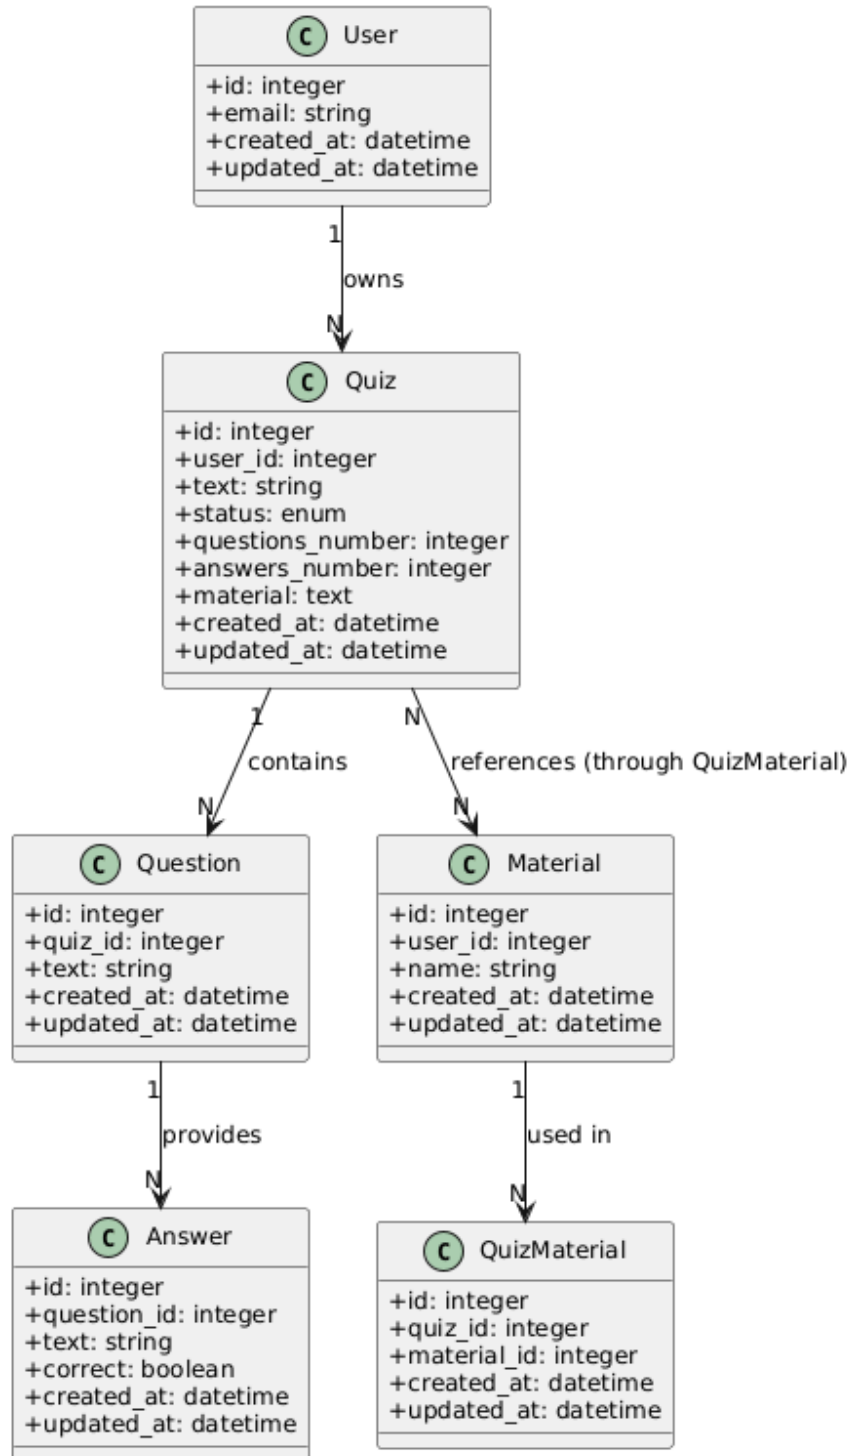 C User
+id: integer
+email: string
+created_at: datetime
+updated_at: datetime
1
owns
N
C Quiz
+id: integer
+user_id: integer
+text: string
+status: enum
+questions_number: integer
+answers_number: integer
+material: text
+created_at: datetime
+updated_at: datetime
1
contains
N
N
references (through QuizMaterial)
N
C Question
+id: integer
+quiz_id: integer
+text: string
+created_at: datetime
+updated_at: datetime
C Material
+id: integer
+user_id: integer
+name: string
+created_at: datetime
+updated_at: datetime
1
provides
N
1
used in
N
C Answer
+id: integer
+question_id: integer
+text: string
+correct: boolean
+created_at: datetime
+updated_at: datetime
C QuizMaterial
+id: integer
+quiz_id: integer
+material_id: integer
+created_at: datetime
+updated_at: datetime